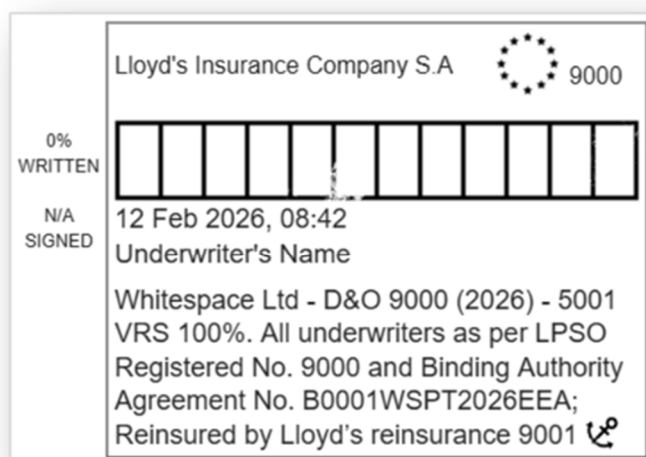 Lloyd's Insurance Company S.A
9000
0%
WRITTEN
N/A
SIGNED
12 Feb 2026, 08:42
Underwriter's Name
Whitespace Ltd - D&O 9000 (2026) - 5001
VRS 100%. All underwriters as per LPSO
Registered No. 9000 and Binding Authority
Agreement No. B0001WSPT2026EEA;
Reinsured by Lloyd’s reinsurance 9001